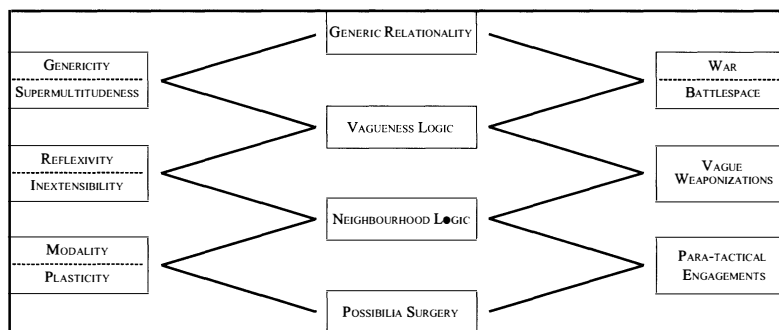 GENERIC RELATIONALITY
GENERICITY
SUPERMULTITUDENESS
WAR
BATTLESPACE
VAGUENESS LOGIC
REFLEXIVITY
INEXTENSIBILITY
VAGUE
WEAPONIZATIONS
NEIGHBOURHOOD LOGIC
MODALITY
PLASTICITY
PARA-TACTICAL
ENGAGEMENTS
POSSIBILIA SURGERY